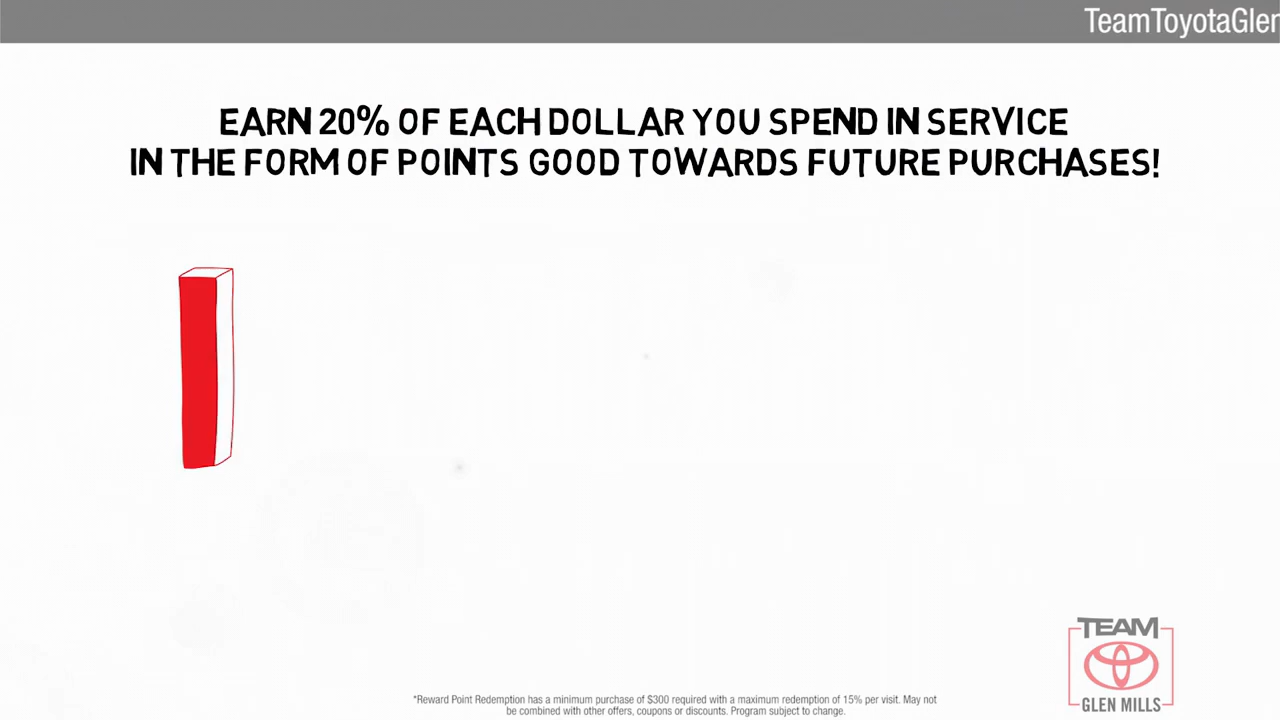 TeamToyotaGler
EARN 20% OF EACH DOLLAR YOU SPEND IN SERVICE
IN THE FORM OF POINTS GOOD TOWARDS FUTURE PURCHASES!
TEAM
GLEN MILLS
*Reward Point Redemption has a minimum purchase of $300 required with a maximum redemption of 15% per visit. May not
be combined with other offers, coupons or discounts. Program subject to change.